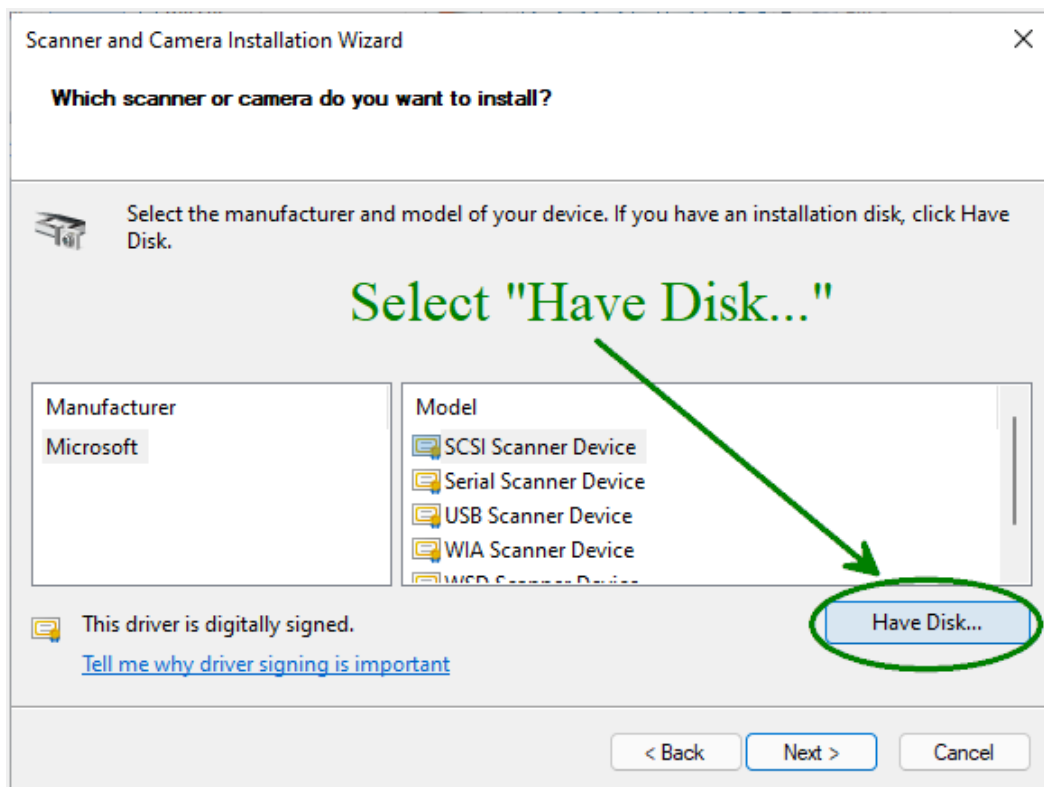 Scanner and Camera Installation Wizard
Which scanner or camera do you want to install?
Select the manufacturer and model of your device. If you have an installation disk, click Have
Disk.
Select "Have Disk..."
Manufacturer
Microsoft
Model
SCSI Scanner Device
Serial Scanner Device
USB Scanner Device
WIA Scanner Device
WSD Scanner Device
This driver is digitally signed.
Have Disk...
Tell me why driver signing is important
< Back
Next >
Cancel